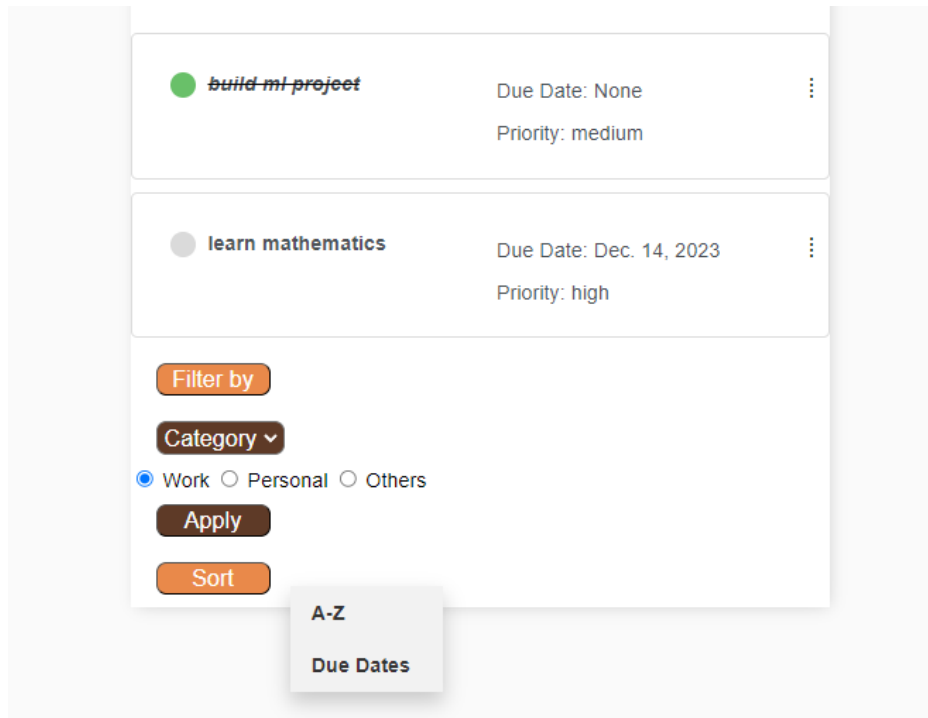 build ml project
Due Date: None
Priority: medium
learn mathematics
Due Date: Dec. 14, 2023
Priority: high
Filter by
Category
Work Personal Others
Apply
Sort
A-Z
Due Dates